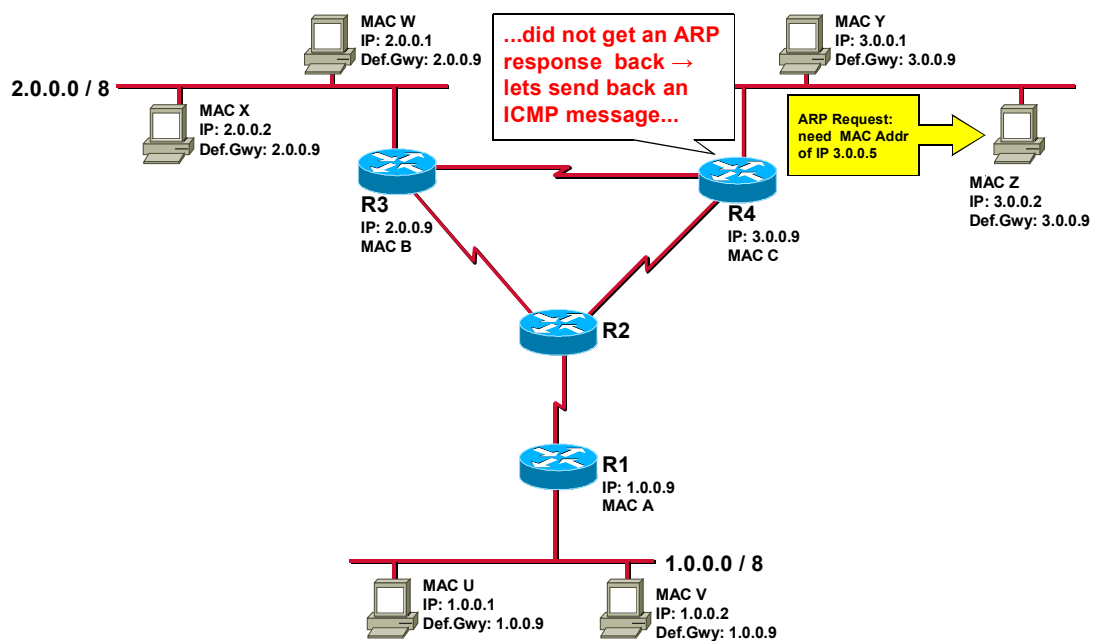 MAC W
IP: 2.0.0.1
Def.Gwy: 2.0.0.9
...did not get an ARP
response back →
lets send back an
ICMP message...
MAC Y
IP: 3.0.0.1
Def.Gwy: 3.0.0.9
2.0.0.0 / 8
MAC X
IP: 2.0.0.2
Def.Gwy: 2.0.0.9
ARP Request:
need MAC Addr
of IP 3.0.0.5
MAC Z
IP: 3.0.0.2
Def.Gwy: 3.0.0.9
R3
IP: 2.0.0.9
MAC B
R4
IP: 3.0.0.9
MAC C
R2
R1
IP: 1.0.0.9
MAC A
1.0.0.0 / 8
MAC U
IP: 1.0.0.1
Def.Gwy: 1.0.0.9
MAC V
IP: 1.0.0.2
Def.Gwy: 1.0.0.9